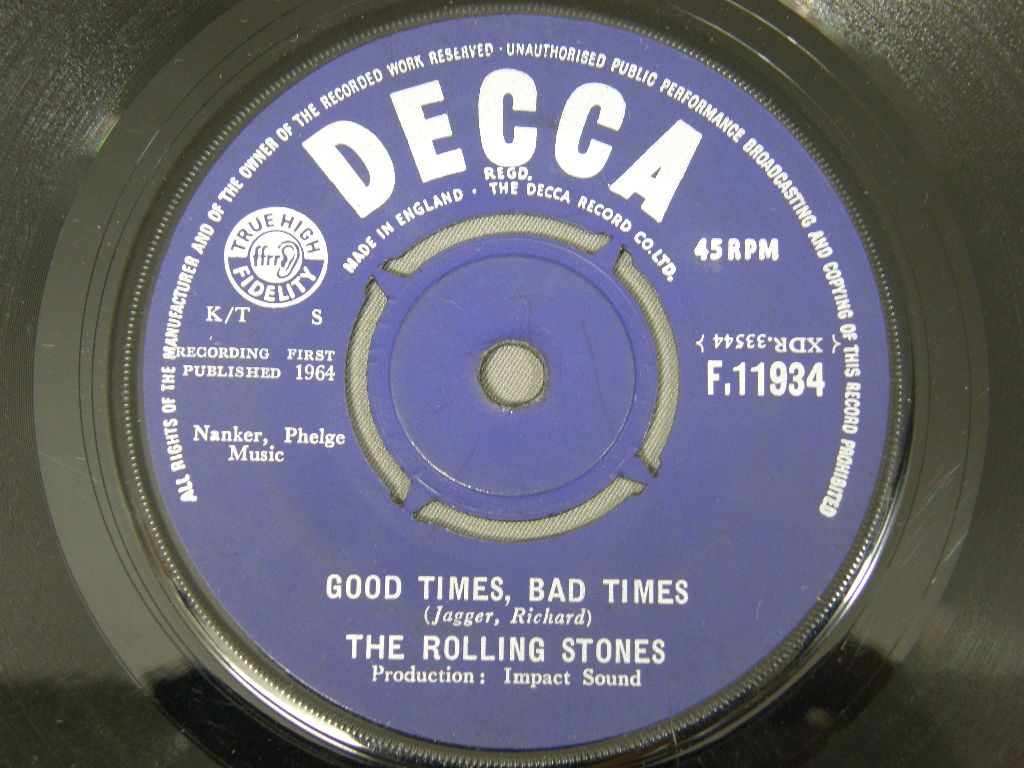 ALL RIGHTS OF THE MANUFACTURER AND OF THE OWNER OF THE RECORDED WORK RESERVED · UNAUTHORISED PUBLIC PERFORMANCE BROADCASTING AND COPYING OF THIS RECORD PROHIBITED
DECCA
REGD.
MADE IN ENGLAND · THE DECCA RECORD CO. LTD.
TRUE HIGH
ffrr
FIDELITY
45 RPM
K/T S
{ XDR.33544 }
RECORDING FIRST
PUBLISHED 1964
F.11934
Nanker, Phelge
Music
GOOD TIMES, BAD TIMES
(Jagger, Richard)
THE ROLLING STONES
Production: Impact Sound